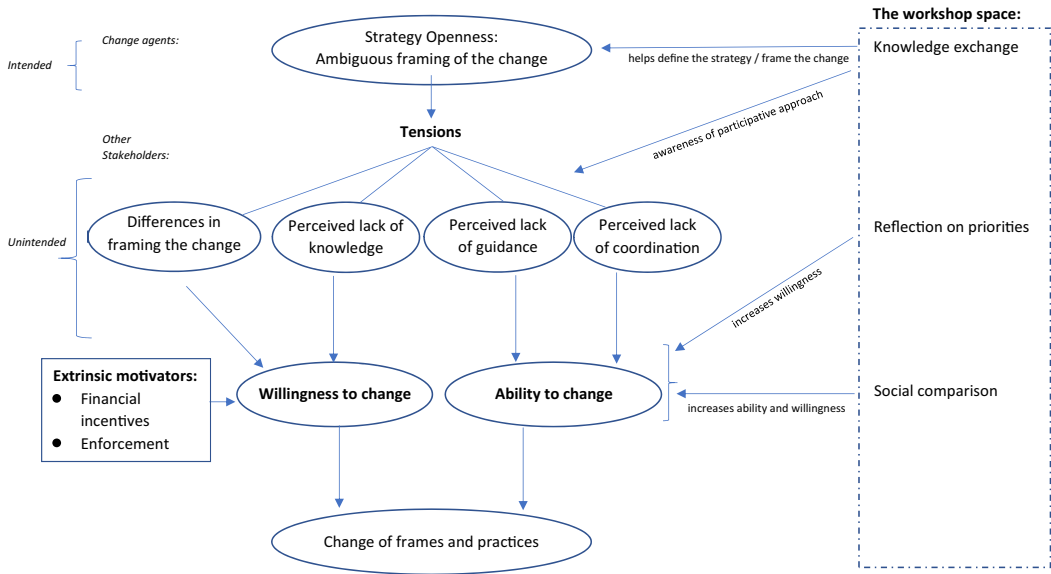 The workshop space:
Change agents:
Intended
Strategy Openness:
Ambiguous framing of the change
Knowledge exchange
helps define the strategy / frame the change
awareness of participative approach
Tensions
Other
Stakeholders:
Unintended
Differences in
framing the change
Perceived lack of
knowledge
Perceived lack
of guidance
Perceived lack
of coordination
Reflection on priorities
increases willingness
Extrinsic motivators:
● Financial
incentives
● Enforcement
Willingness to change
Ability to change
Social comparison
increases ability and willingness
Change of frames and practices